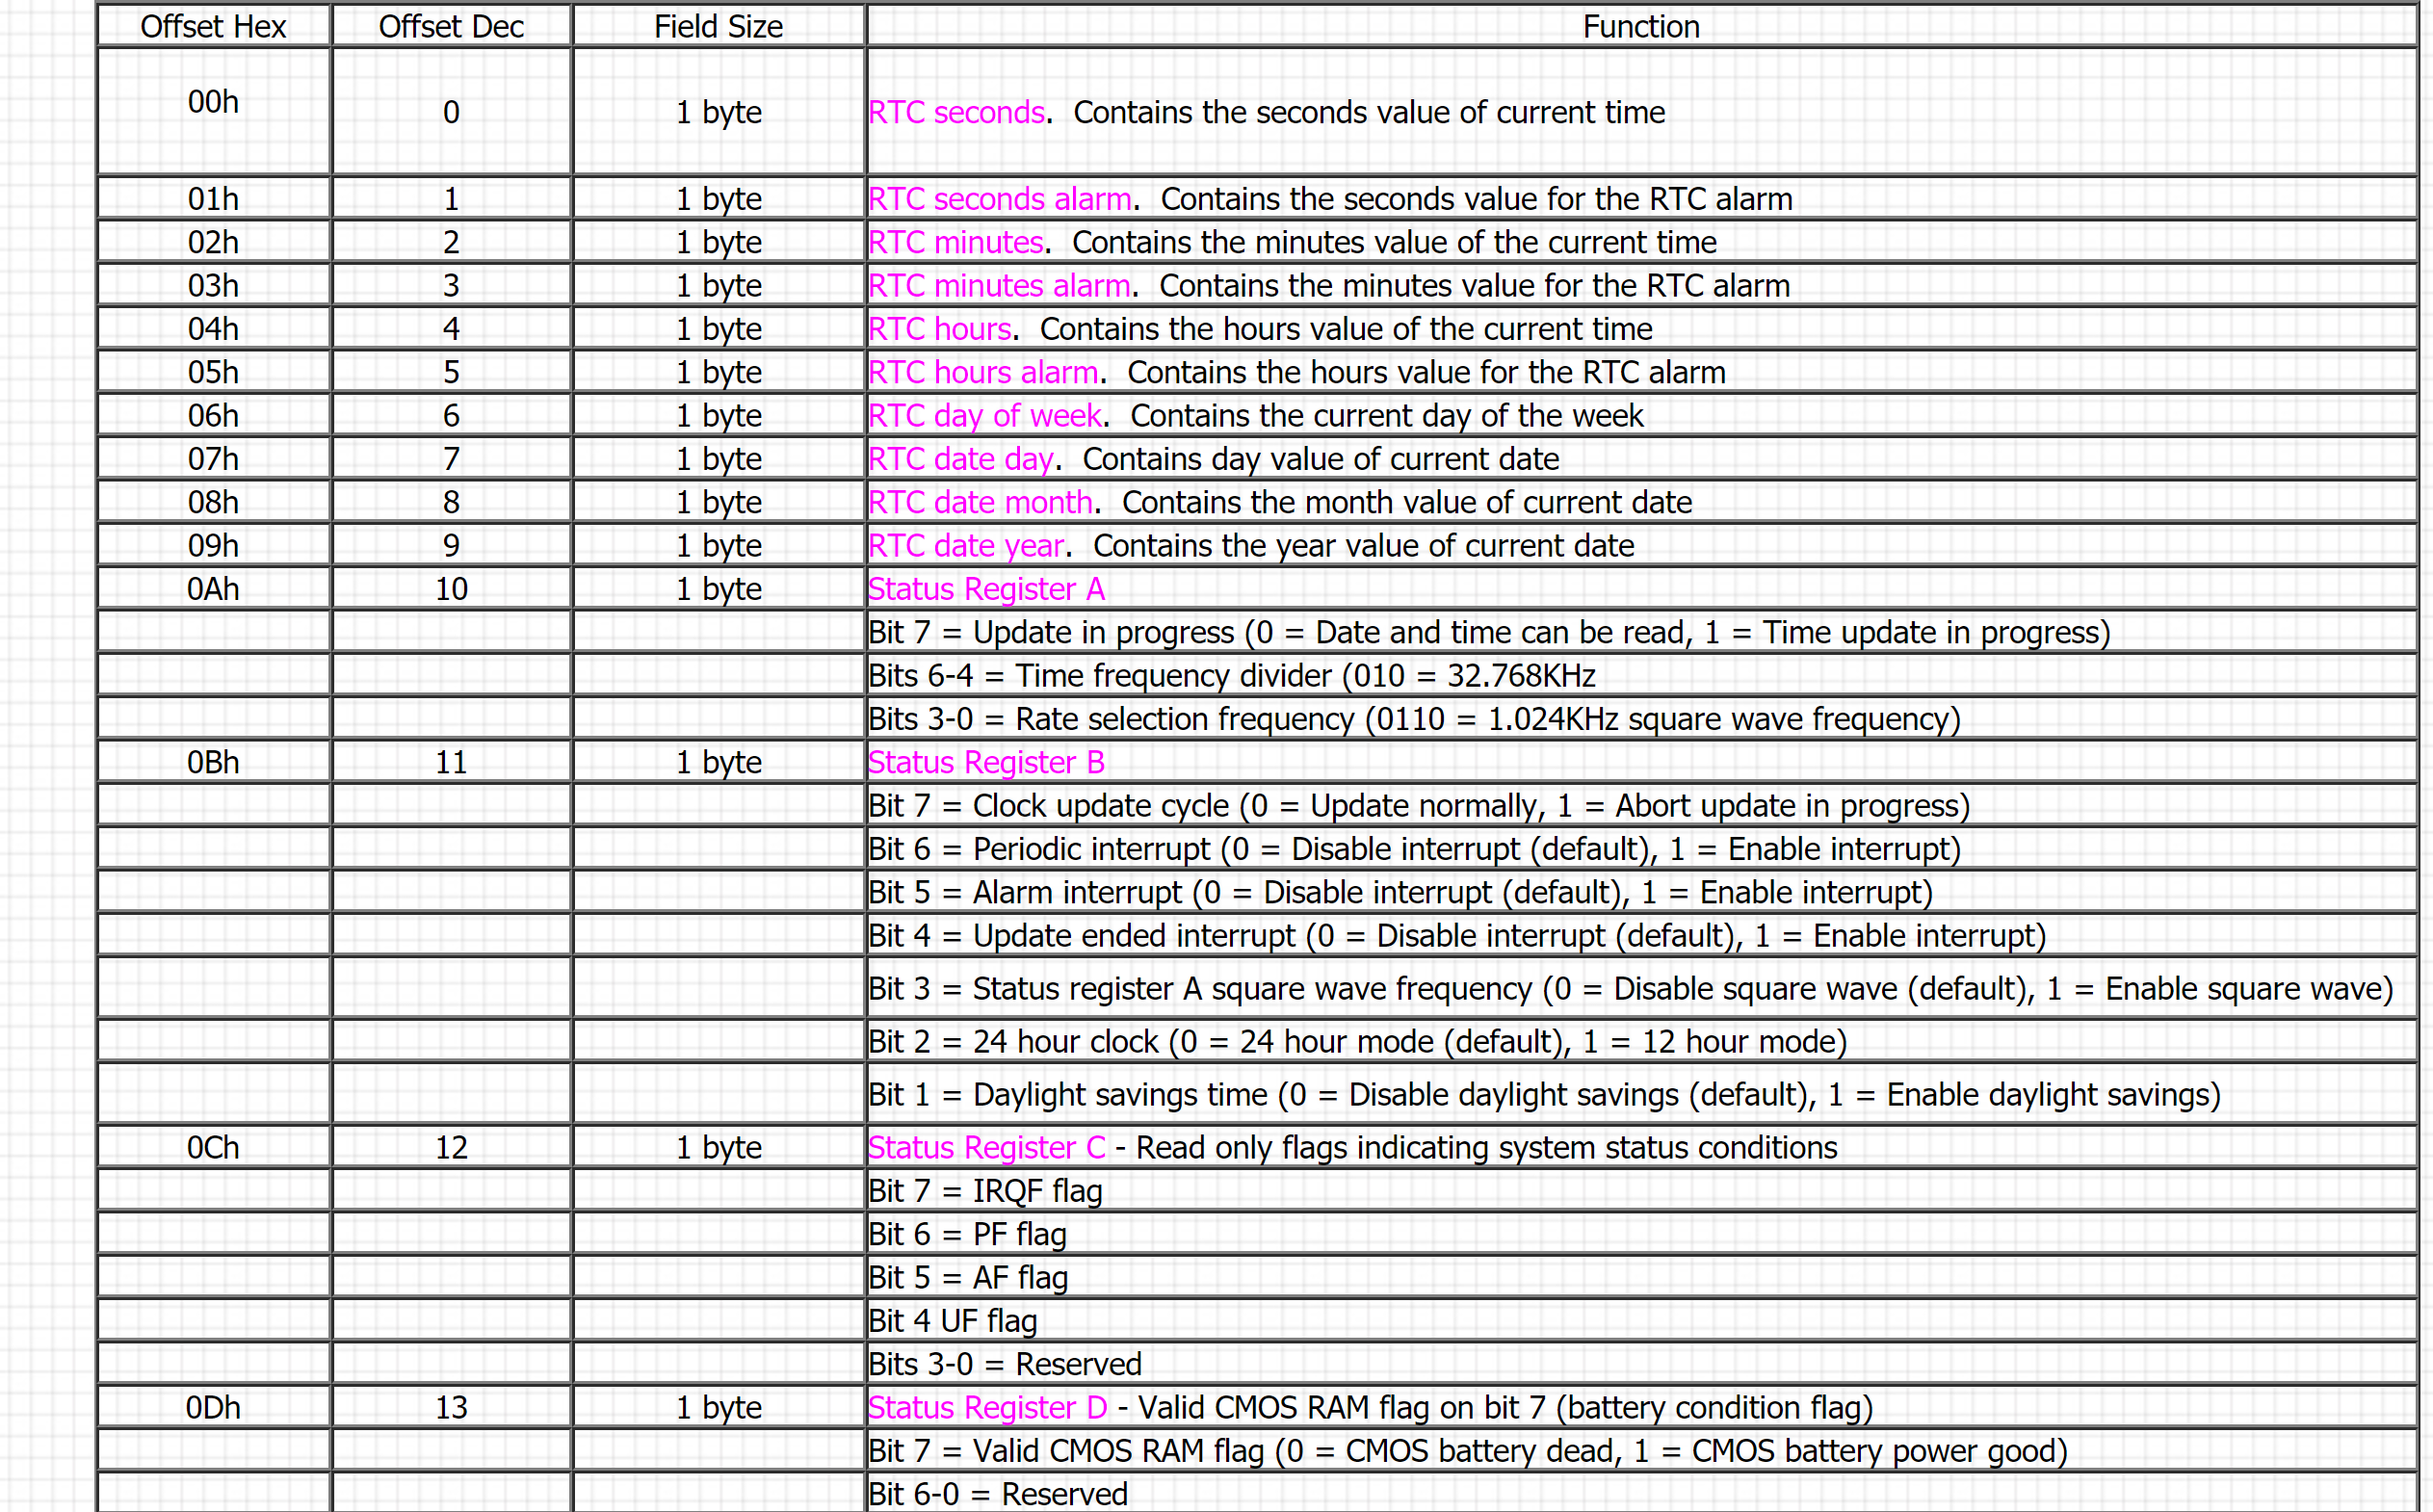 Offset Hex Offset Dec Field Size Function
00h 0 1 byte RTC seconds. Contains the seconds value of current time
01h 1 1 byte RTC seconds alarm. Contains the seconds value for the RTC alarm
02h 2 1 byte RTC minutes. Contains the minutes value of the current time
03h 3 1 byte RTC minutes alarm. Contains the minutes value for the RTC alarm
04h 4 1 byte RTC hours. Contains the hours value of the current time
05h 5 1 byte RTC hours alarm. Contains the hours value for the RTC alarm
06h 6 1 byte RTC day of week. Contains the current day of the week
07h 7 1 byte RTC date day. Contains day value of current date
08h 8 1 byte RTC date month. Contains the month value of current date
09h 9 1 byte RTC date year. Contains the year value of current date
0Ah 10 1 byte Status Register A
Bit 7 = Update in progress (0 = Date and time can be read, 1 = Time update in progress)
Bits 6-4 = Time frequency divider (010 = 32.768KHz
Bits 3-0 = Rate selection frequency (0110 = 1.024KHz square wave frequency)
0Bh 11 1 byte Status Register B
Bit 7 = Clock update cycle (0 = Update normally, 1 = Abort update in progress)
Bit 6 = Periodic interrupt (0 = Disable interrupt (default), 1 = Enable interrupt)
Bit 5 = Alarm interrupt (0 = Disable interrupt (default), 1 = Enable interrupt)
Bit 4 = Update ended interrupt (0 = Disable interrupt (default), 1 = Enable interrupt)
Bit 3 = Status register A square wave frequency (0 = Disable square wave (default), 1 = Enable square wave)
Bit 2 = 24 hour clock (0 = 24 hour mode (default), 1 = 12 hour mode)
Bit 1 = Daylight savings time (0 = Disable daylight savings (default), 1 = Enable daylight savings)
0Ch 12 1 byte Status Register C - Read only flags indicating system status conditions
Bit 7 = IRQF flag
Bit 6 = PF flag
Bit 5 = AF flag
Bit 4 UF flag
Bits 3-0 = Reserved
0Dh 13 1 byte Status Register D - Valid CMOS RAM flag on bit 7 (battery condition flag)
Bit 7 = Valid CMOS RAM flag (0 = CMOS battery dead, 1 = CMOS battery power good)
Bit 6-0 = Reserved